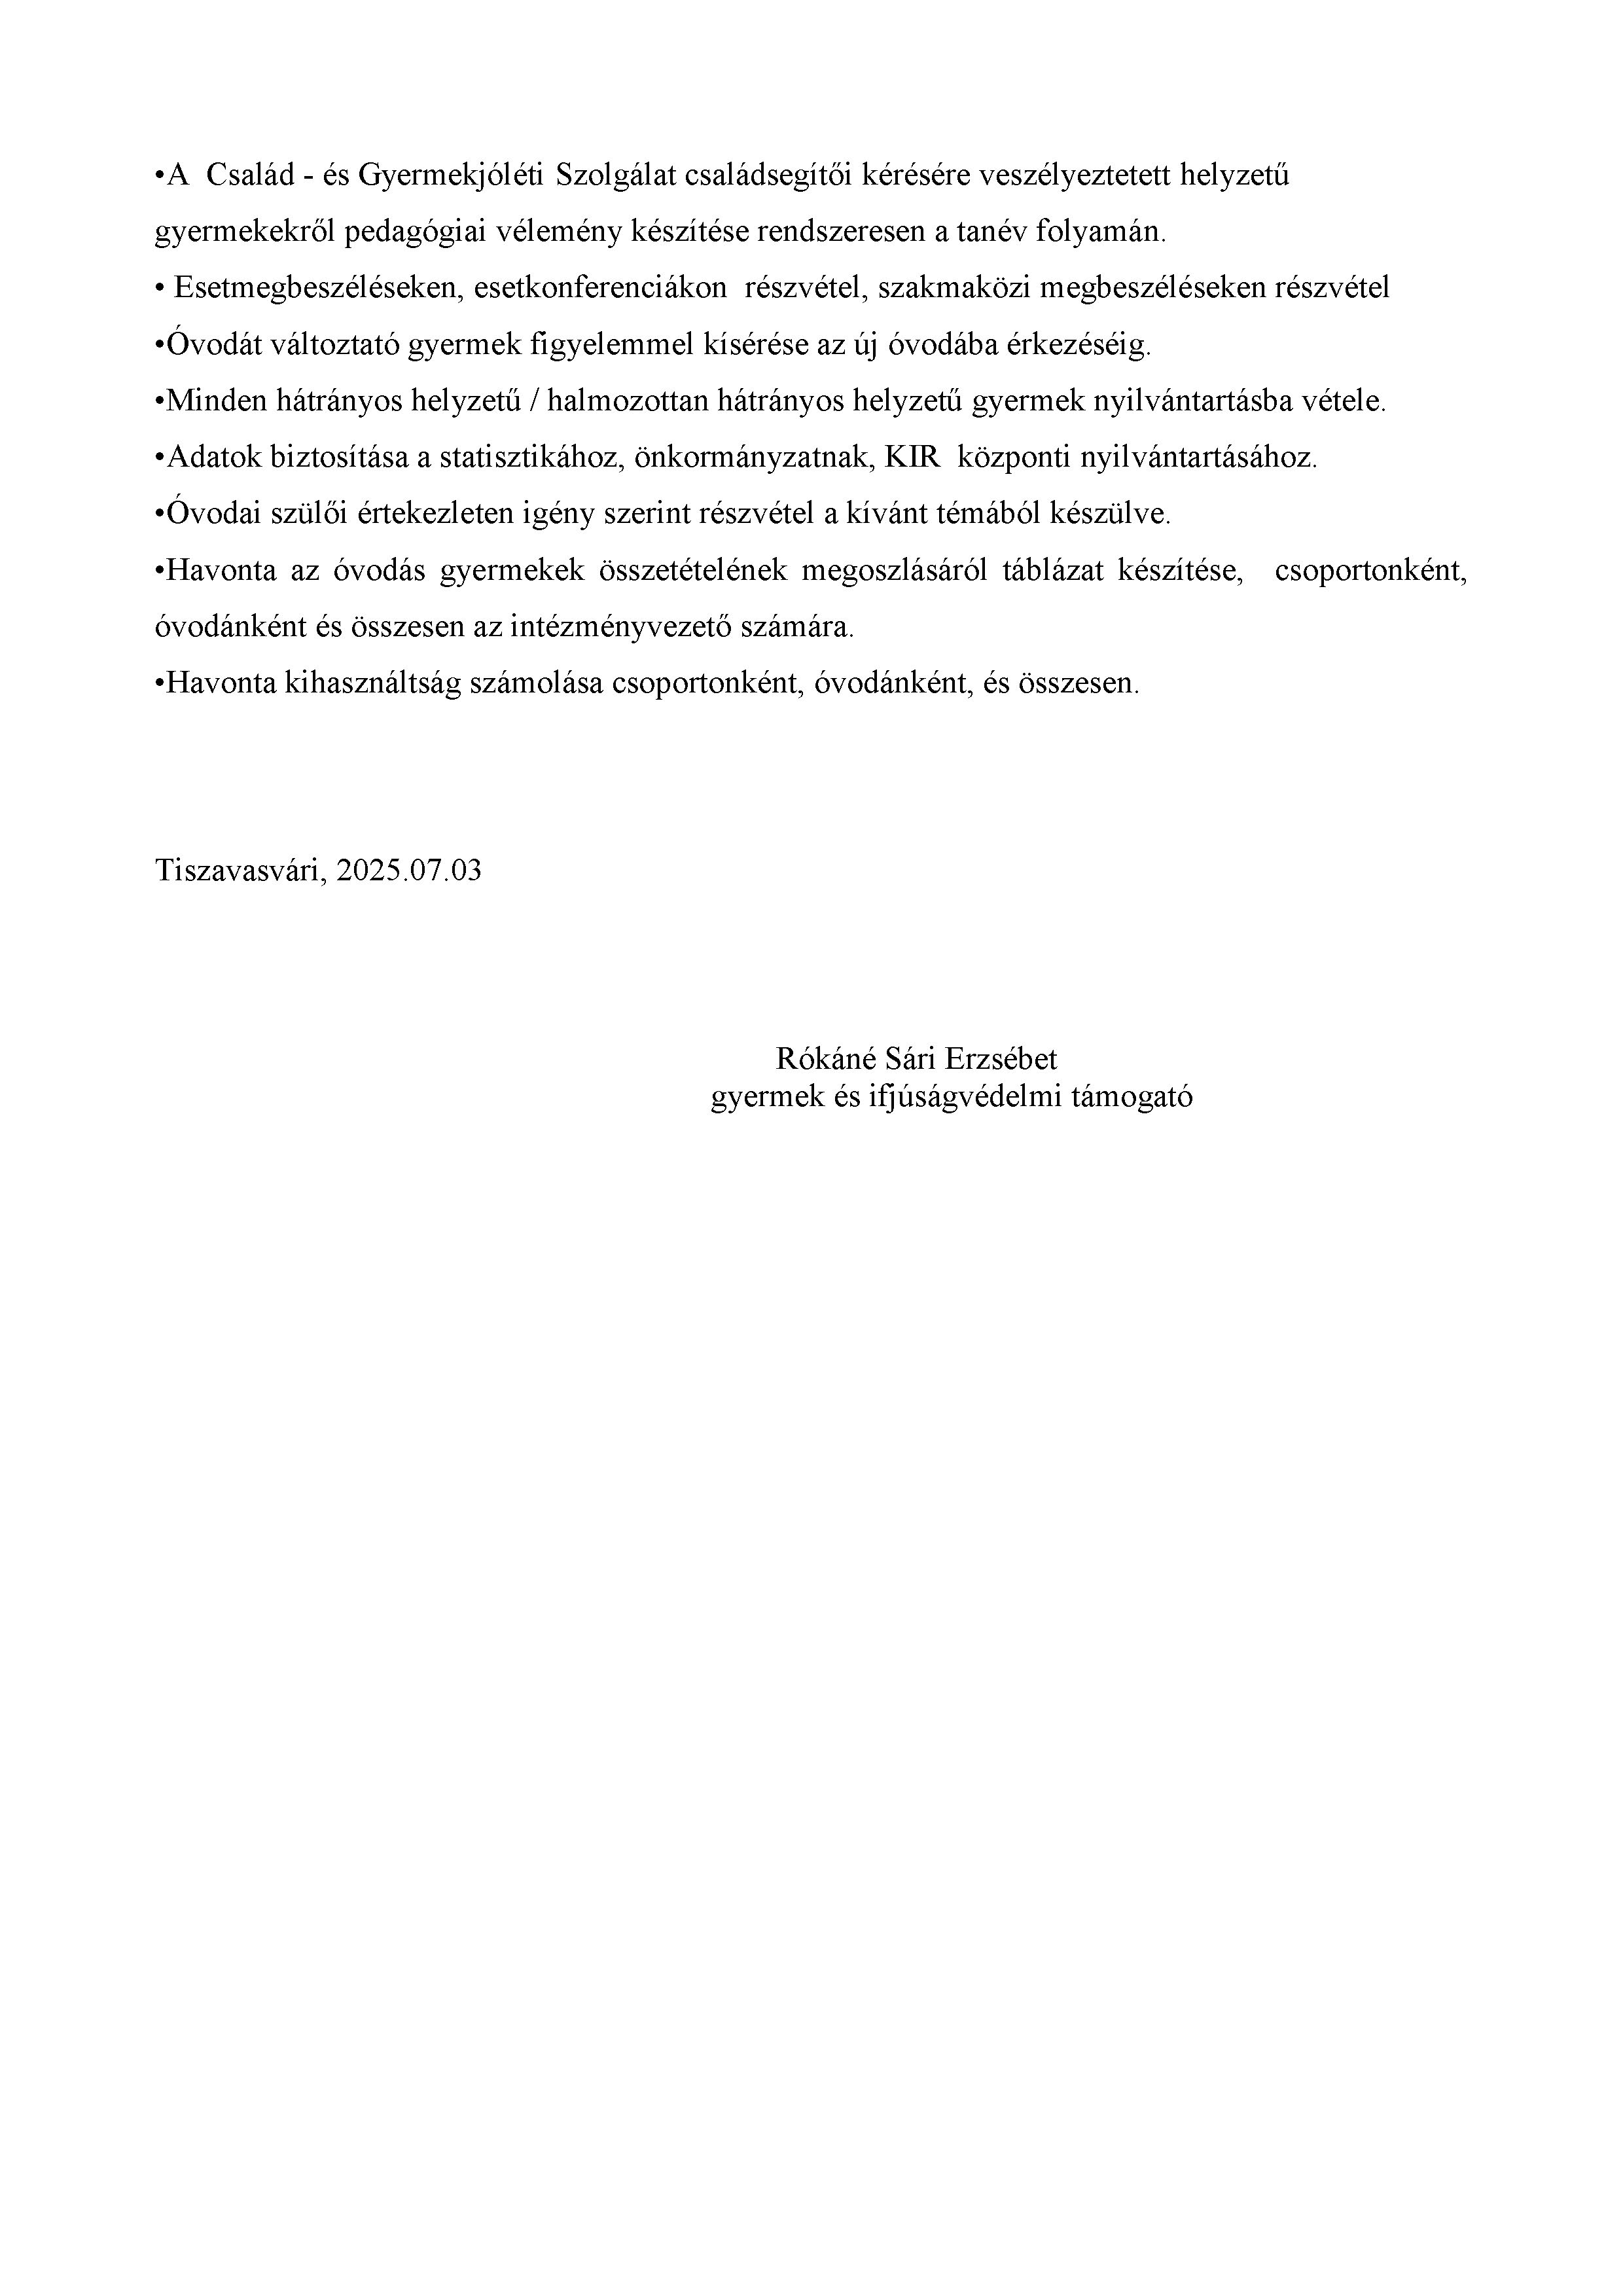 •A  Család - és Gyermekjóléti Szolgálat családsegítői kérésére veszélyeztetett helyzetű
gyermekekről pedagógiai vélemény készítése rendszeresen a tanév folyamán.
• Esetmegbeszéléseken, esetkonferenciákon  részvétel, szakmaközi megbeszéléseken részvétel
•Óvodát változtató gyermek figyelemmel kísérése az új óvodába érkezéséig.
•Minden hátrányos helyzetű / halmozottan hátrányos helyzetű gyermek nyilvántartásba vétele.
•Adatok biztosítása a statisztikához, önkormányzatnak, KIR  központi nyilvántartásához.
•Óvodai szülői értekezleten igény szerint részvétel a kívánt témából készülve.
•Havonta az óvodás gyermekek összetételének megoszlásáról táblázat készítése,  csoportonként,
óvodánként és összesen az intézményvezető számára.
•Havonta kihasználtság számolása csoportonként, óvodánként, és összesen.
Tiszavasvári, 2025.07.03
Rókáné Sári Erzsébet
gyermek és ifjúságvédelmi támogató